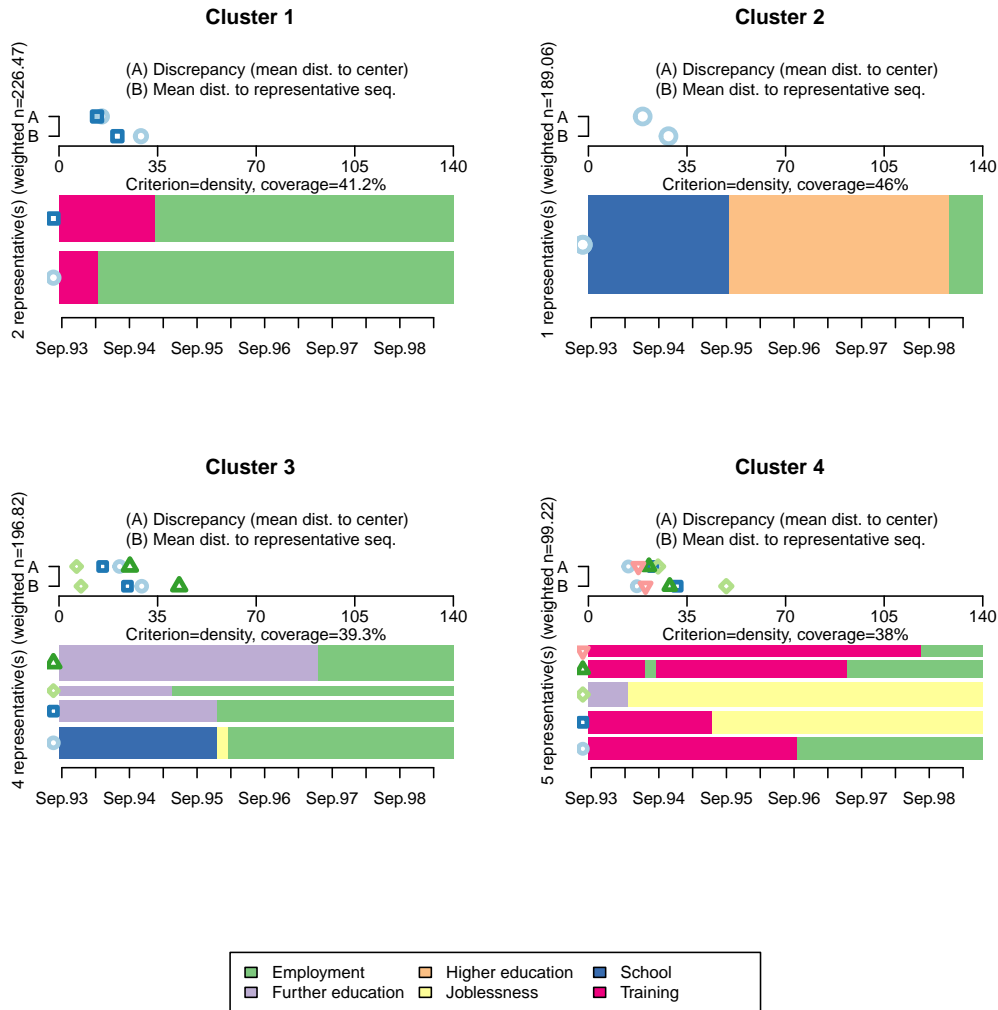 Cluster 1
(A) Discrepancy (mean dist. to center)
(B) Mean dist. to representative seq.
A
B
0 35 70 105 140
Criterion=density, coverage=41.2%
2 representative(s) (weighted n=226.47)
Sep.93 Sep.94 Sep.95 Sep.96 Sep.97 Sep.98
Cluster 2
(A) Discrepancy (mean dist. to center)
(B) Mean dist. to representative seq.
A
B
0 35 70 105 140
Criterion=density, coverage=46%
1 representative(s) (weighted n=189.06)
Sep.93 Sep.94 Sep.95 Sep.96 Sep.97 Sep.98
Cluster 3
(A) Discrepancy (mean dist. to center)
(B) Mean dist. to representative seq.
A
B
0 35 70 105 140
Criterion=density, coverage=39.3%
4 representative(s) (weighted n=196.82)
Sep.93 Sep.94 Sep.95 Sep.96 Sep.97 Sep.98
Cluster 4
(A) Discrepancy (mean dist. to center)
(B) Mean dist. to representative seq.
A
B
0 35 70 105 140
Criterion=density, coverage=38%
5 representative(s) (weighted n=99.22)
Sep.93 Sep.94 Sep.95 Sep.96 Sep.97 Sep.98
Employment Higher education School
Further education Joblessness Training